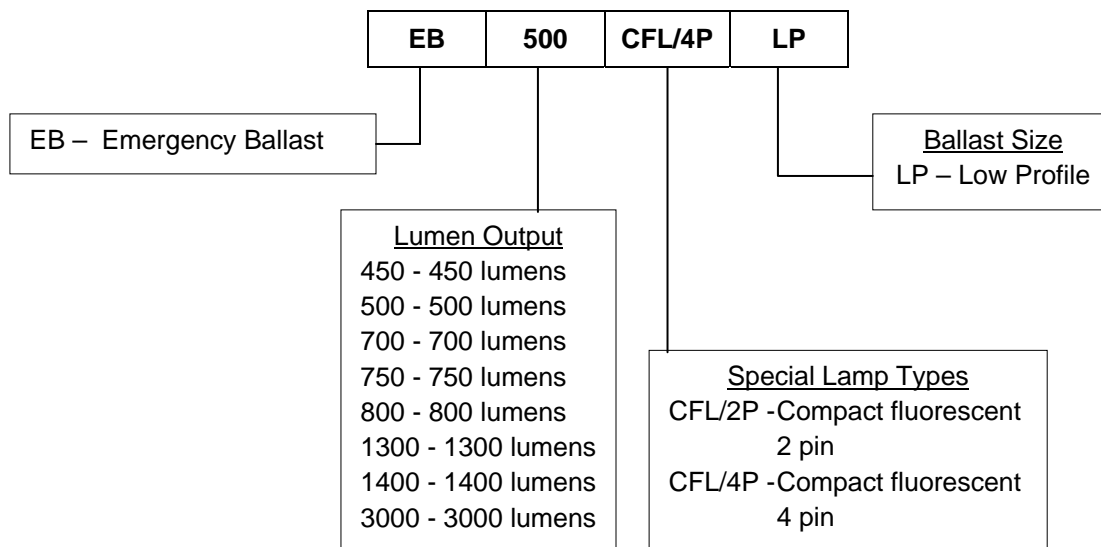 EB 500 CFL/4P LP
EB – Emergency Ballast
Ballast Size
LP – Low Profile
Lumen Output
450 - 450 lumens
500 - 500 lumens
700 - 700 lumens
750 - 750 lumens
800 - 800 lumens
1300 - 1300 lumens
1400 - 1400 lumens
3000 - 3000 lumens
Special Lamp Types
CFL/2P -Compact fluorescent
2 pin
CFL/4P -Compact fluorescent
4 pin